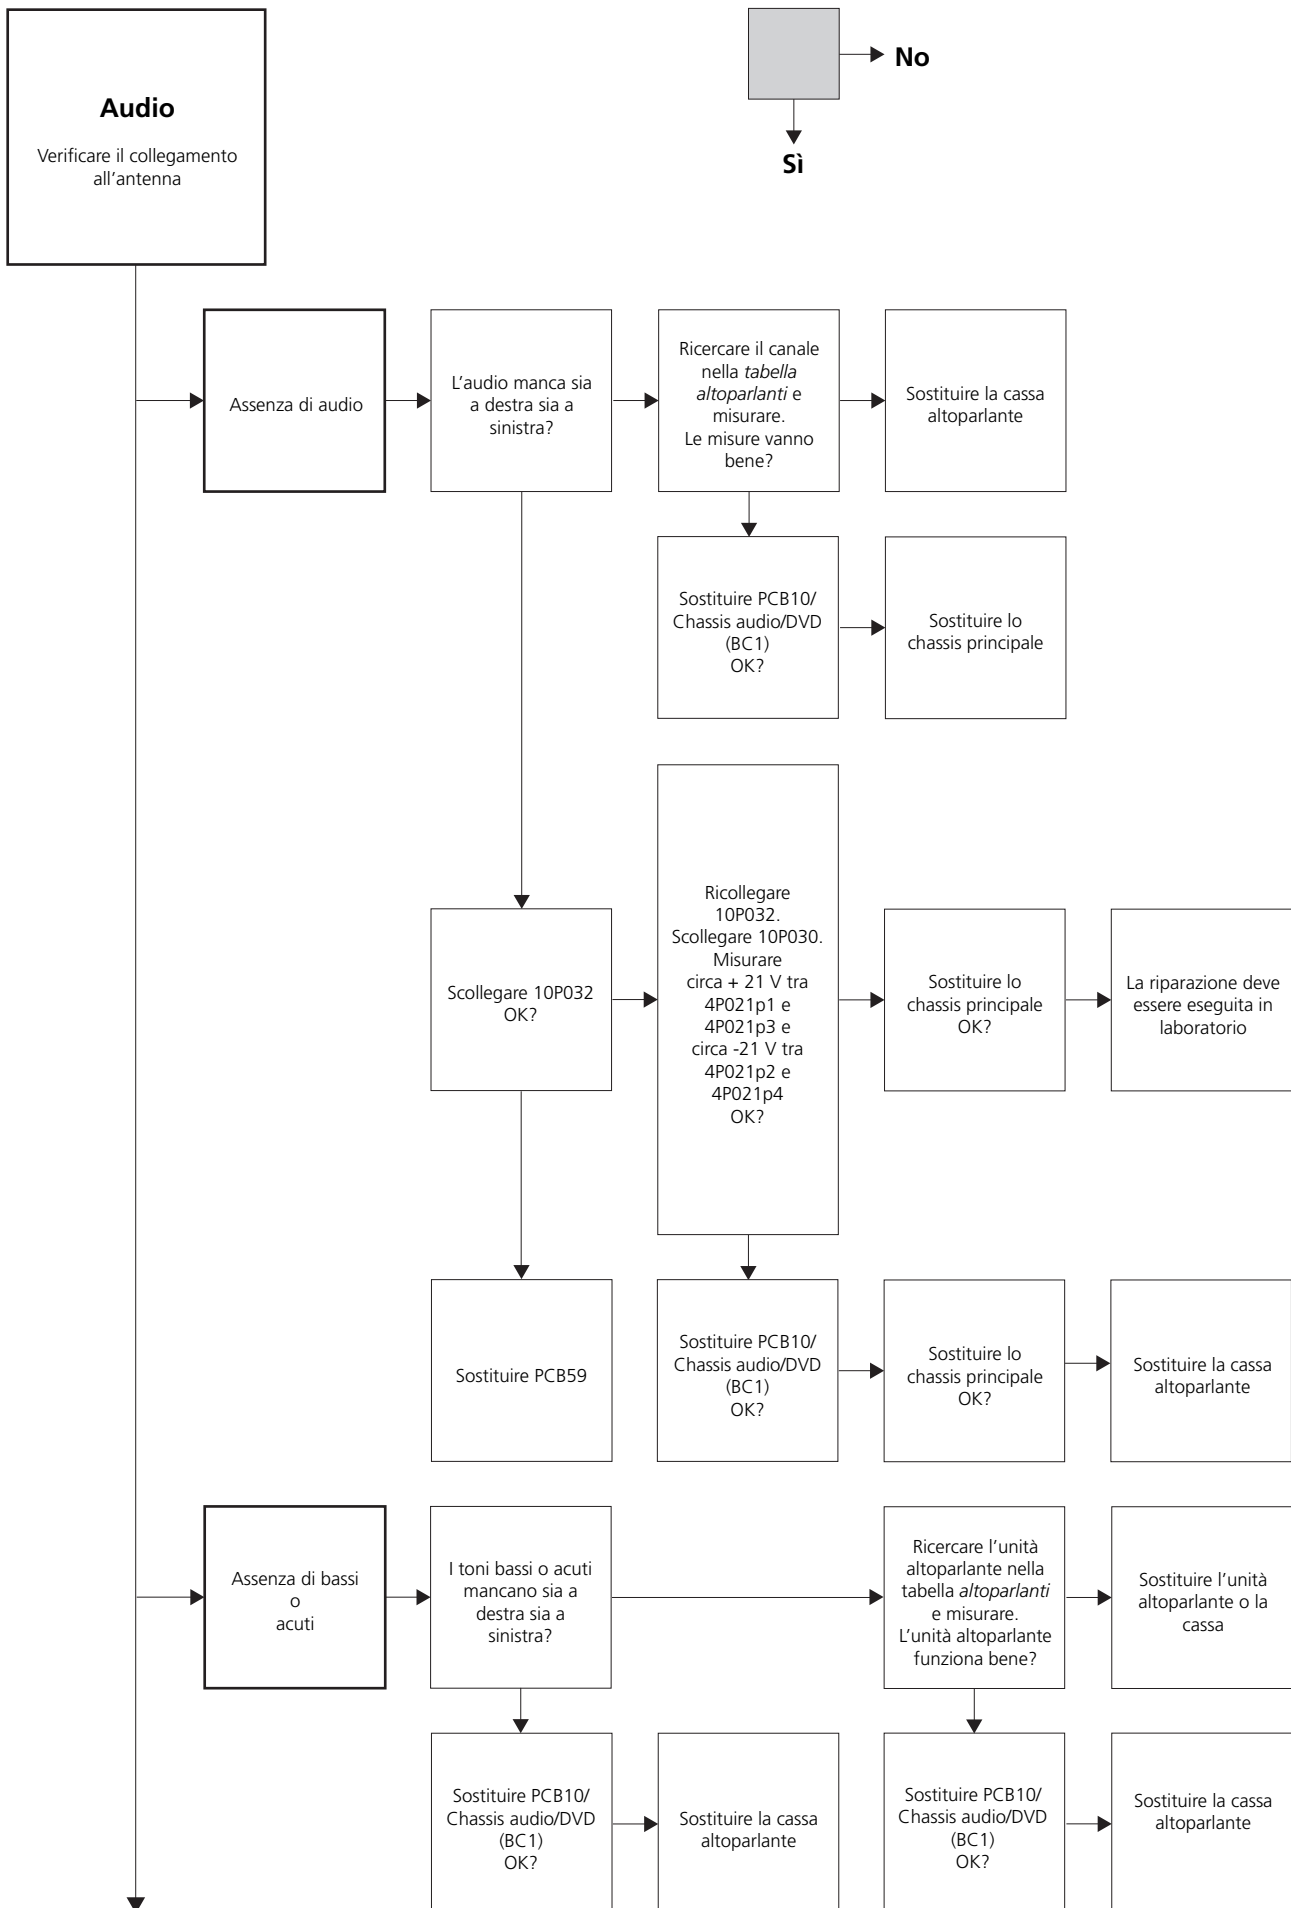 Audio
Verificare il collegamento
all'antenna
No
Sì
Assenza di audio
L'audio manca sia
a destra sia a
sinistra?
Ricercare il canale
nella tabella
altoparlanti e
misurare.
Le misure vanno
bene?
Sostituire la cassa
altoparlante
Sostituire PCB10/
Chassis audio/DVD
(BC1)
OK?
Sostituire lo
chassis principale
Scollegare 10P032
OK?
Ricollegare
10P032.
Scollegare 10P030.
Misurare
circa + 21 V tra
4P021p1 e
4P021p3 e
circa -21 V tra
4P021p2 e
4P021p4
OK?
Sostituire lo
chassis principale
OK?
La riparazione deve
essere eseguita in
laboratorio
Sostituire PCB59
Sostituire PCB10/
Chassis audio/DVD
(BC1)
OK?
Sostituire lo
chassis principale
OK?
Sostituire la cassa
altoparlante
Assenza di bassi
o
acuti
I toni bassi o acuti
mancano sia a
destra sia a
sinistra?
Ricercare l'unità
altoparlante nella
tabella altoparlanti
e misurare.
L'unità altoparlante
funziona bene?
Sostituire l'unità
altoparlante o la
cassa
Sostituire PCB10/
Chassis audio/DVD
(BC1)
OK?
Sostituire la cassa
altoparlante
Sostituire PCB10/
Chassis audio/DVD
(BC1)
OK?
Sostituire la cassa
altoparlante